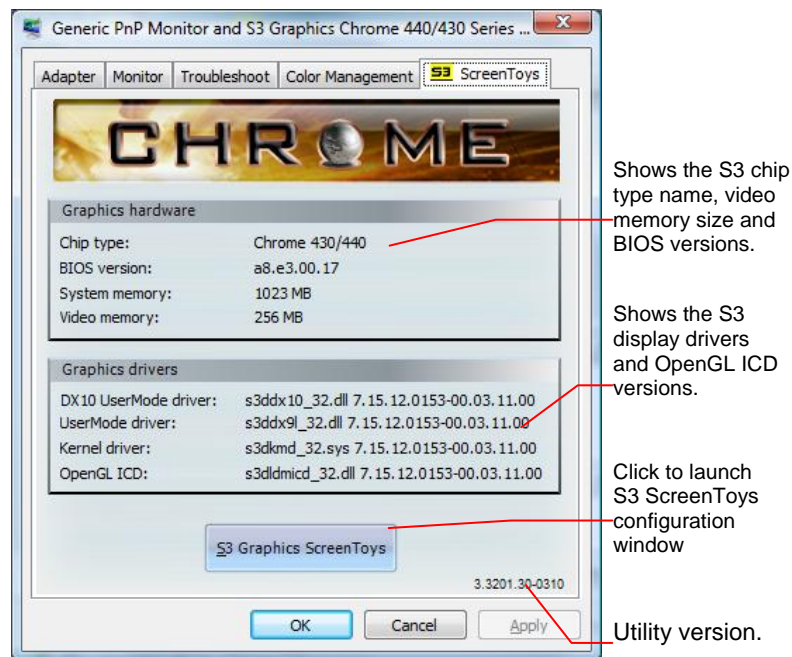 Generic PnP Monitor and S3 Graphics Chrome 440/430 Series ...
Adapter Monitor Troubleshoot Color Management S3 ScreenToys
CHROME
Graphics hardware
Chip type: Chrome 430/440
BIOS version: a8.e3.00.17
System memory: 1023 MB
Video memory: 256 MB
Graphics drivers
DX10 UserMode driver: s3ddx10_32.dll 7.15.12.0153-00.03.11.00
UserMode driver: s3ddx9l_32.dll 7.15.12.0153-00.03.11.00
Kernel driver: s3dkmd_32.sys 7.15.12.0153-00.03.11.00
OpenGL ICD: s3dldmicd_32.dll 7.15.12.0153-00.03.11.00
S3 Graphics ScreenToys
3.3201.30-0310
OK Cancel Apply
Shows the S3 chip
type name, video
memory size and
BIOS versions.
Shows the S3
display drivers
and OpenGL ICD
versions.
Click to launch
S3 ScreenToys
configuration
window
Utility version.